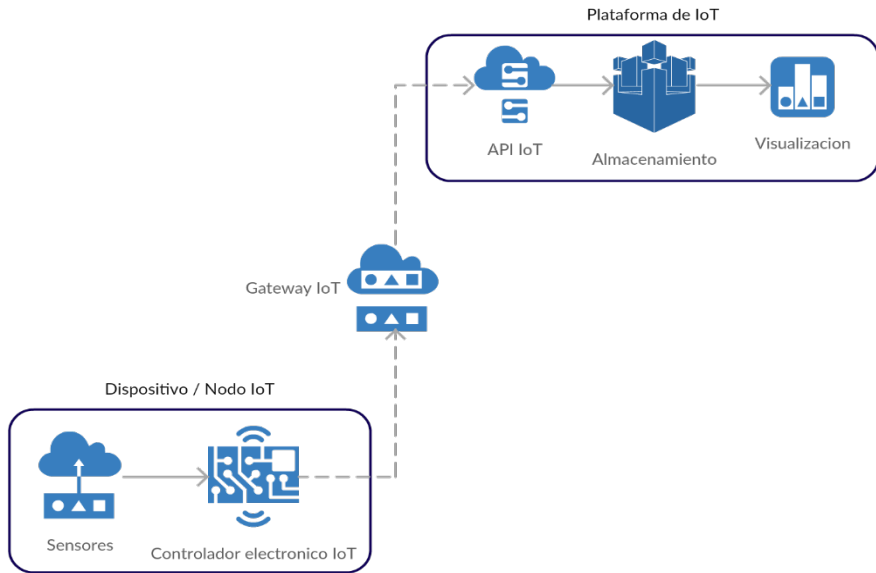 Plataforma de IoT
API IoT
Almacenamiento
Visualizacion
Gateway IoT
Dispositivo / Nodo IoT
Sensores
Controlador electronico IoT